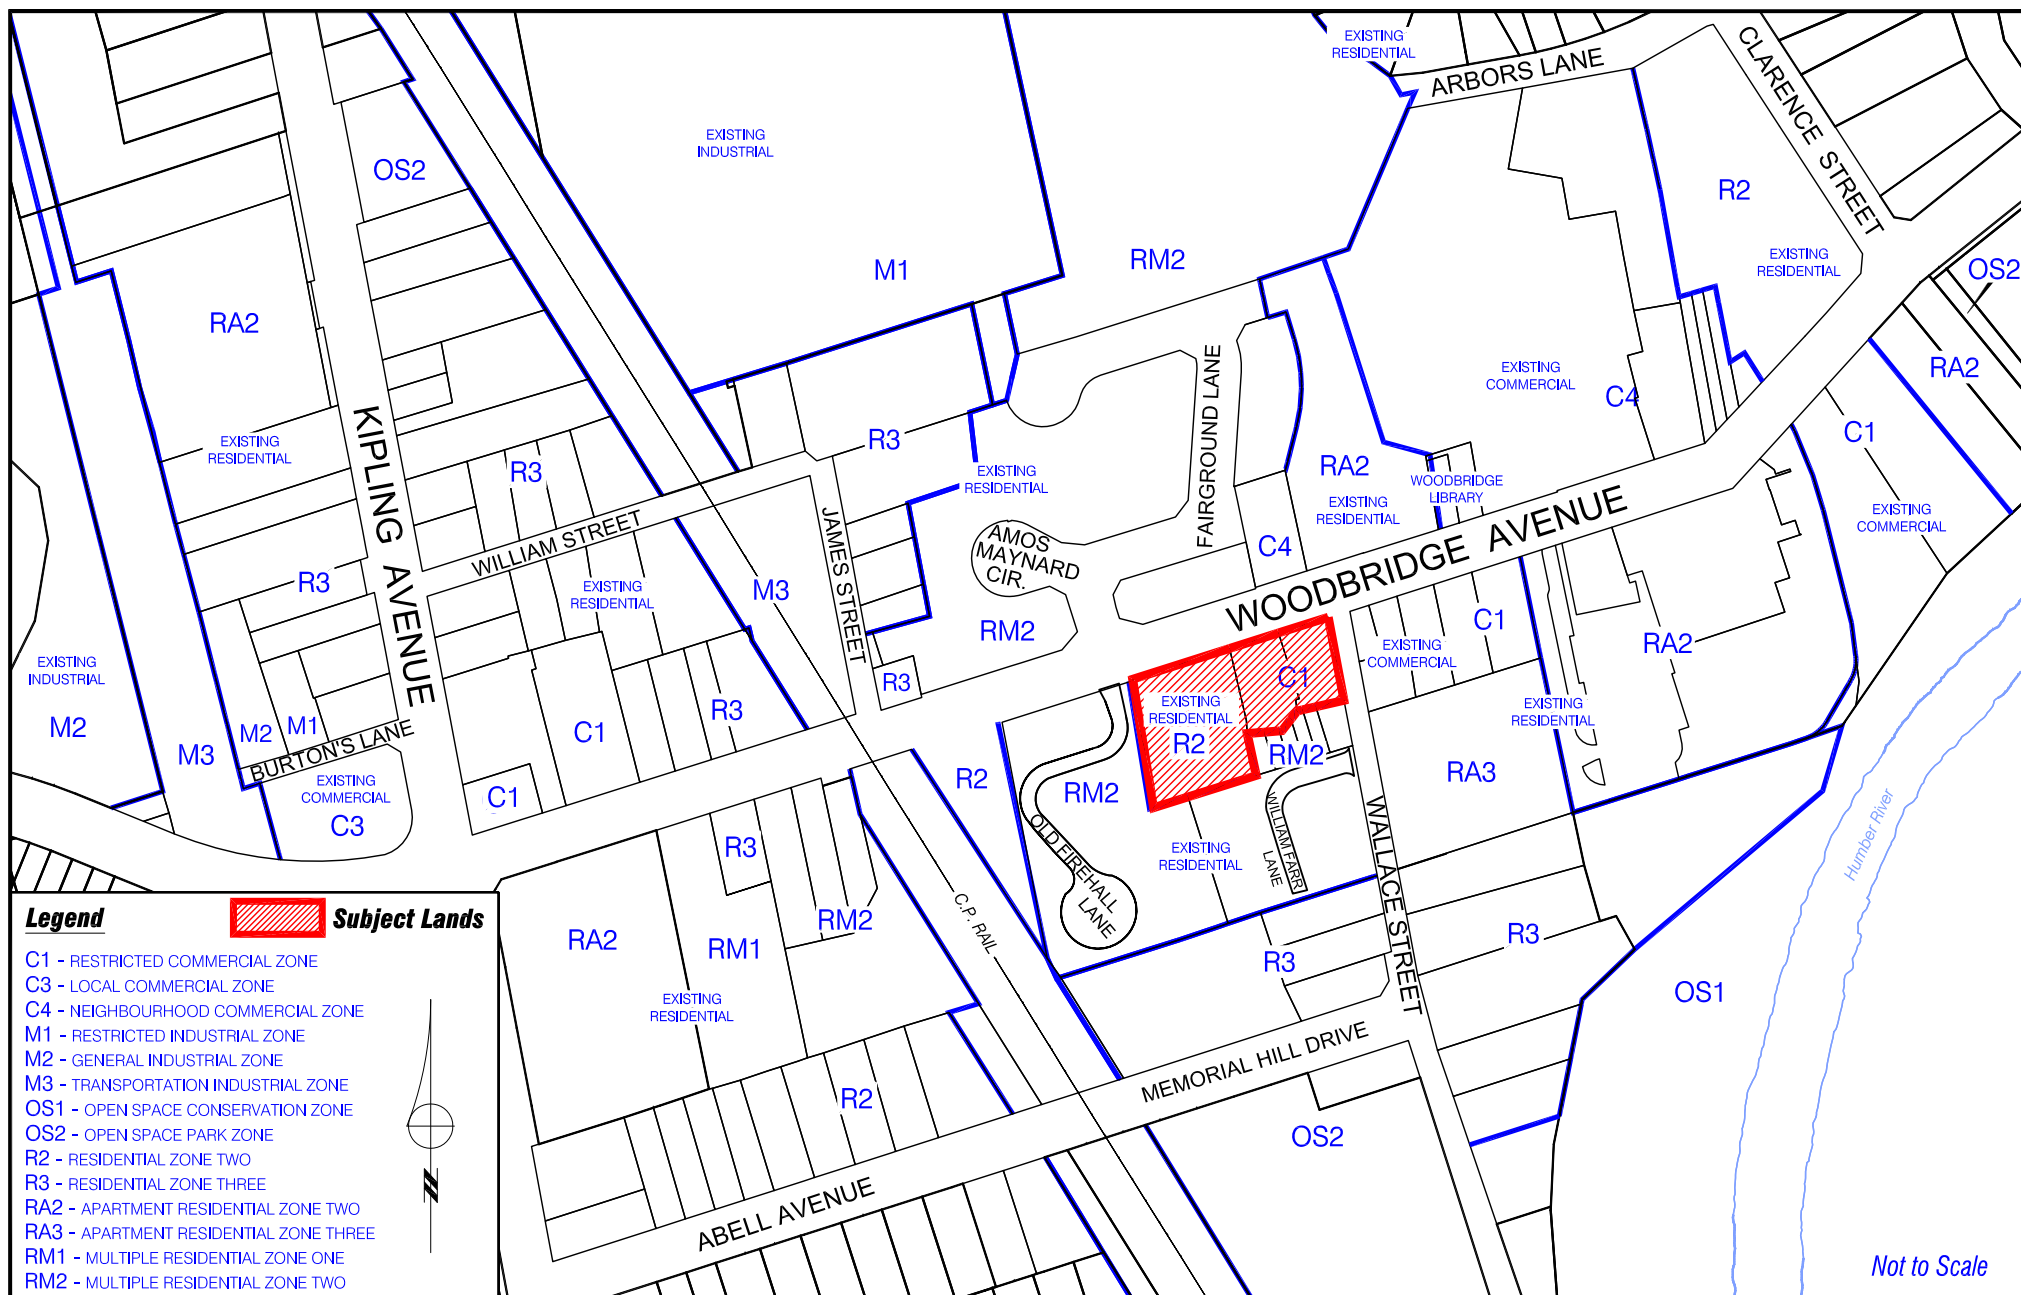 EXISTING
RESIDENTIAL
ARBORS LANE
CLARENCE STREET
EXISTING
INDUSTRIAL
OS2
R2
M1
RM2
EXISTING
RESIDENTIAL
OS2
RA2
EXISTING
COMMERCIAL
C4
RA2
KIPLING AVENUE
EXISTING
RESIDENTIAL
R3
R3
FAIRGROUND LANE
EXISTING
RESIDENTIAL
RA2
EXISTING
RESIDENTIAL
WOODBRIDGE
LIBRARY
C1
EXISTING
COMMERCIAL
WILLIAM STREET
JAMES STREET
AMOS
MAYNARD
CIR.
C4
WOODBRIDGE AVENUE
R3
EXISTING
RESIDENTIAL
M3
RM2
C1
EXISTING
COMMERCIAL
RA2
EXISTING
INDUSTRIAL
M2
M3
M2
M1
BURTON'S LANE
EXISTING
COMMERCIAL
C3
C1
C1
R3
R3
EXISTING
RESIDENTIAL
R2
C1
RM2
EXISTING
RESIDENTIAL
R2
RM2
OLD FIREHALL
LANE
EXISTING
RESIDENTIAL
WILLIAM FARR
LANE
WALLACE STREET
RA3
Humber River
R3
RM2
RA2
RM1
EXISTING
RESIDENTIAL
C.P. RAIL
R3
R3
OS1
MEMORIAL HILL DRIVE
R2
OS2
ABELL AVENUE
Legend
Subject Lands
C1 - RESTRICTED COMMERCIAL ZONE
C3 - LOCAL COMMERCIAL ZONE
C4 - NEIGHBOURHOOD COMMERCIAL ZONE
M1 - RESTRICTED INDUSTRIAL ZONE
M2 - GENERAL INDUSTRIAL ZONE
M3 - TRANSPORTATION INDUSTRIAL ZONE
OS1 - OPEN SPACE CONSERVATION ZONE
OS2 - OPEN SPACE PARK ZONE
R2 - RESIDENTIAL ZONE TWO
R3 - RESIDENTIAL ZONE THREE
RA2 - APARTMENT RESIDENTIAL ZONE TWO
RA3 - APARTMENT RESIDENTIAL ZONE THREE
RM1 - MULTIPLE RESIDENTIAL ZONE ONE
RM2 - MULTIPLE RESIDENTIAL ZONE TWO
N
Not to Scale